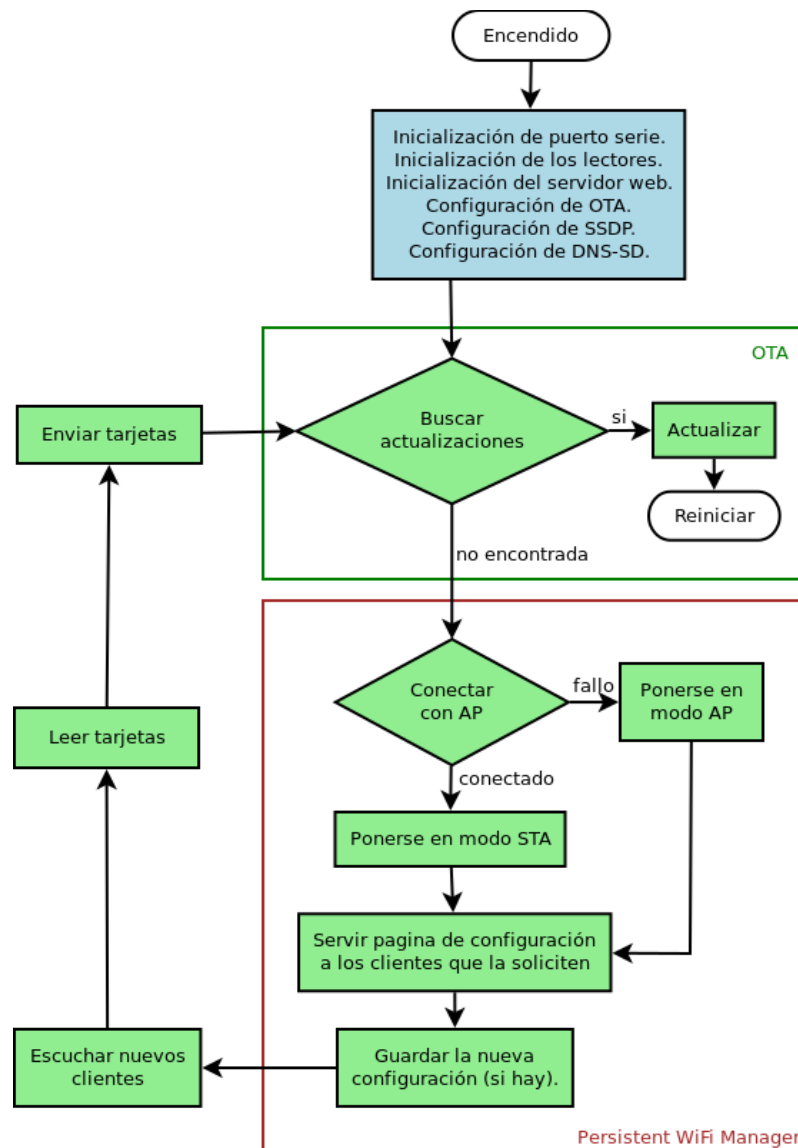 Encendido
Inicialización de puerto serie.
Inicialización de los lectores.
Inicialización del servidor web.
Configuración de OTA.
Configuración de SSDP.
Configuración de DNS-SD.
OTA
Buscar
actualizaciones
si
Actualizar
Reiniciar
Enviar tarjetas
no encontrada
Conectar
con AP
fallo
Ponerse en
modo AP
Leer tarjetas
conectado
Ponerse en modo STA
Servir pagina de configuración
a los clientes que la soliciten
Escuchar nuevos
clientes
Guardar la nueva
configuración (si hay).
Persistent WiFi Manager